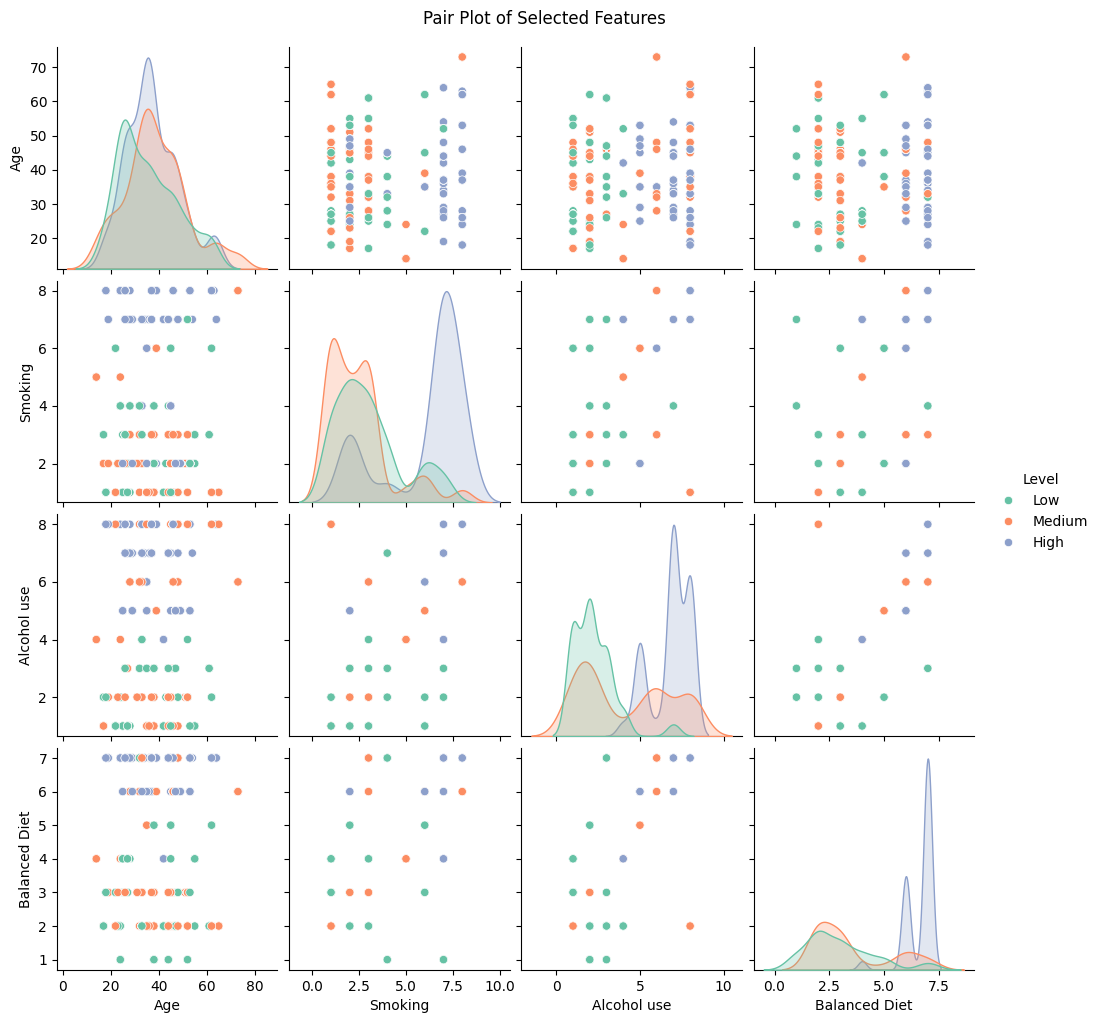 Pair Plot of Selected Features
70
60
50
40
30
20
Age
8
6
4
2
Smoking
8
6
4
2
Alcohol use
7
6
5
4
3
2
1
Balanced Diet
0 20 40 60 80
Age
0.0 2.5 5.0 7.5 10.0
Smoking
0 5 10
Alcohol use
0.0 2.5 5.0 7.5
Balanced Diet
Level
Low
Medium
High